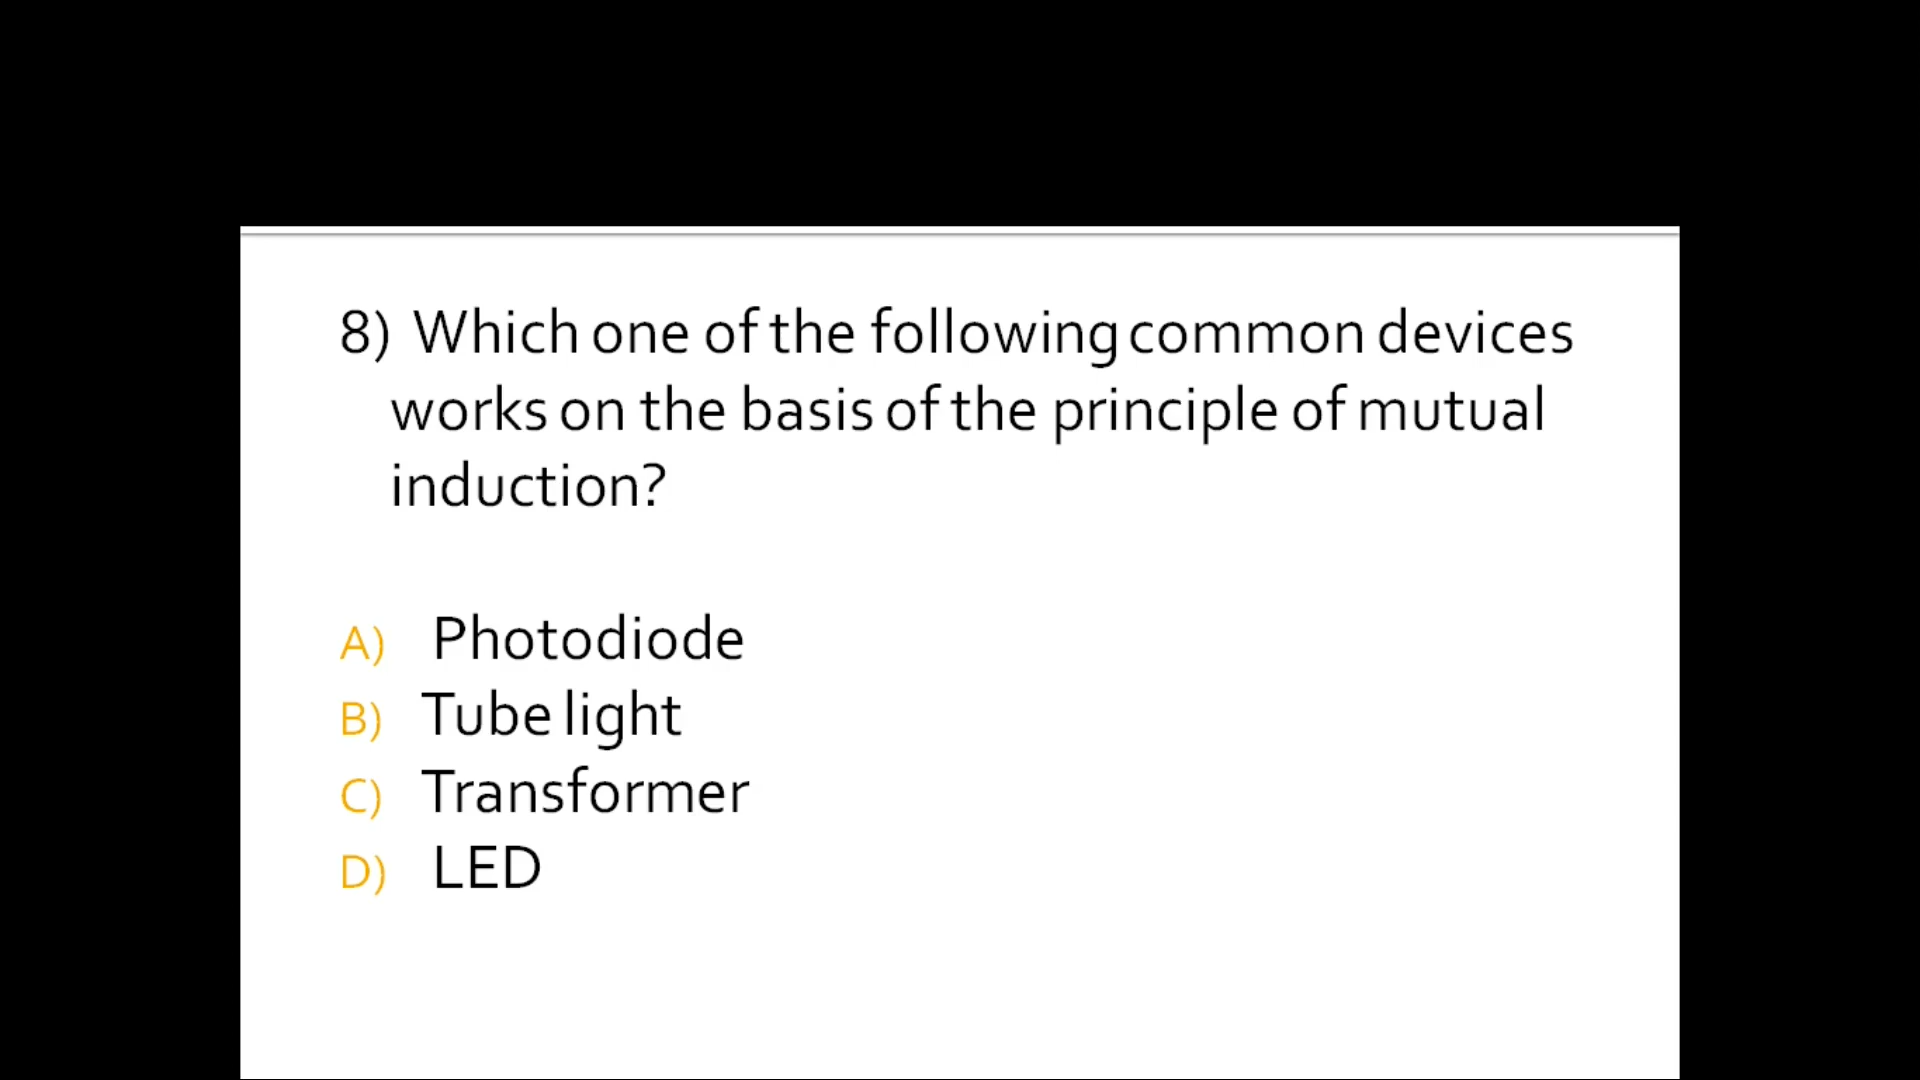 8) Which one of the following common devices
works on the basis of the principle of mutual
induction?
A) Photodiode
B) Tube light
C) Transformer
D) LED